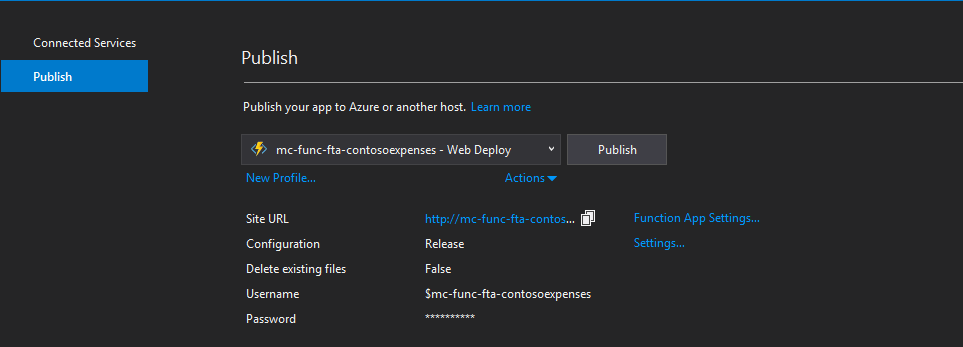 Connected Services
Publish
Publish
Publish your app to Azure or another host. Learn more
mc-func-fta-contosoexpenses - Web Deploy
Publish
New Profile...
Actions
Site URL http://mc-func-fta-contos... Function App Settings...
Configuration Release Settings...
Delete existing files False
Username $mc-func-fta-contosoexpenses
Password **********